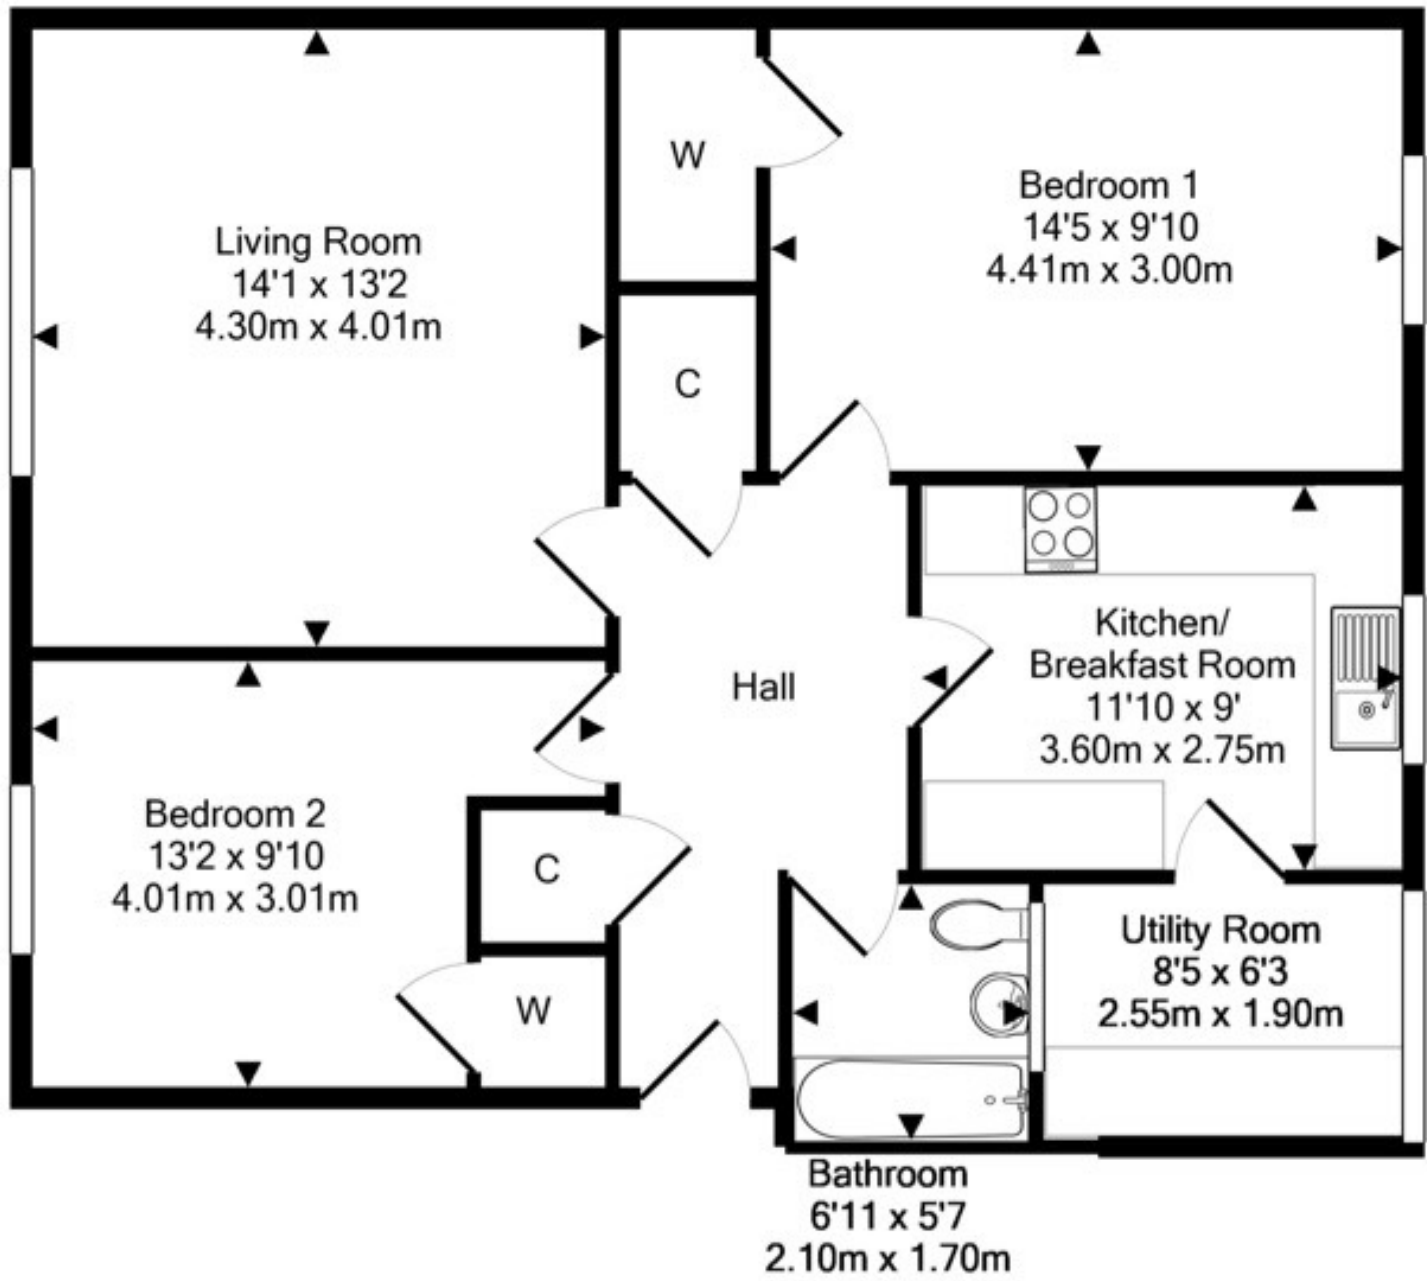 Living Room
14'1 x 13'2
4.30m x 4.01m
W
Bedroom 1
14'5 x 9'10
4.41m x 3.00m
C
Hall
Kitchen/
Breakfast Room
11'10 x 9'
3.60m x 2.75m
Bedroom 2
13'2 x 9'10
4.01m x 3.01m
C
W
Utility Room
8'5 x 6'3
2.55m x 1.90m
Bathroom
6'11 x 5'7
2.10m x 1.70m